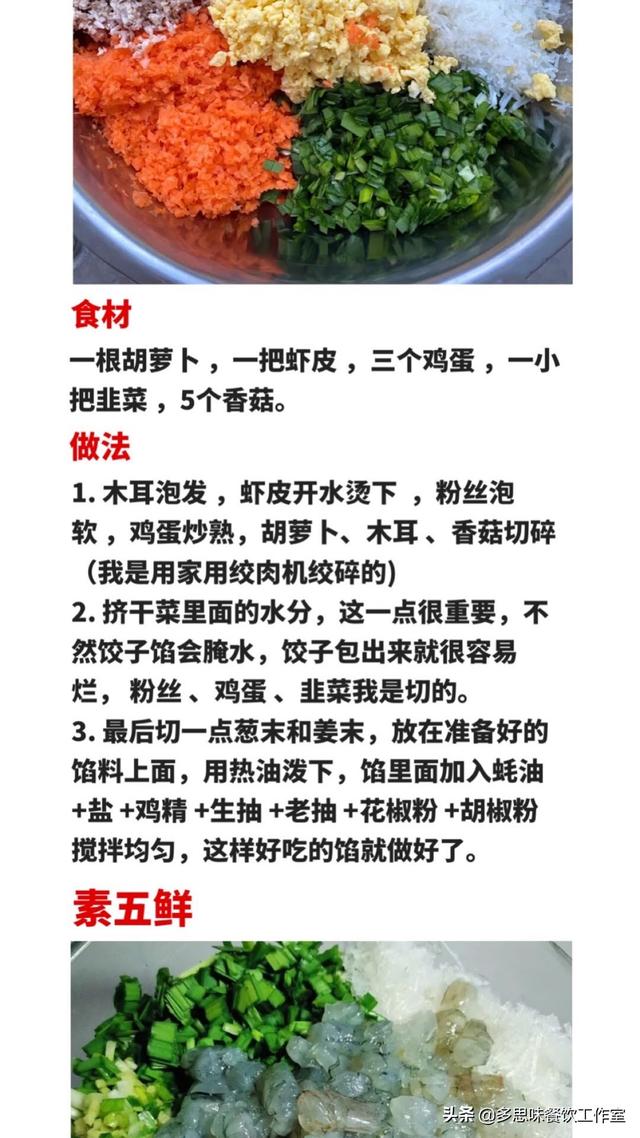 食材
一根胡萝卜 ，一把虾皮 ，三个鸡蛋 ，一小
把韭菜 ，5个香菇。
做法
1. 木耳泡发 ，虾皮开水烫下 ，粉丝泡
软 ，鸡蛋炒熟，胡萝卜、木耳 、香菇切碎
（我是用家用绞肉机绞碎的)
2. 挤干菜里面的水分，这一点很重要，不
然饺子馅会腌水，饺子包出来就很容易
烂， 粉丝 、鸡蛋 、韭菜我是切的。
3. 最后切一点葱末和姜末，放在准备好的
馅料上面，用热油泼下，馅里面加入蚝油
+盐 +鸡精 +生抽 +老抽 +花椒粉 +胡椒粉
搅拌均匀，这样好吃的馅就做好了。
素五鲜
头条 @多思味餐饮工作室